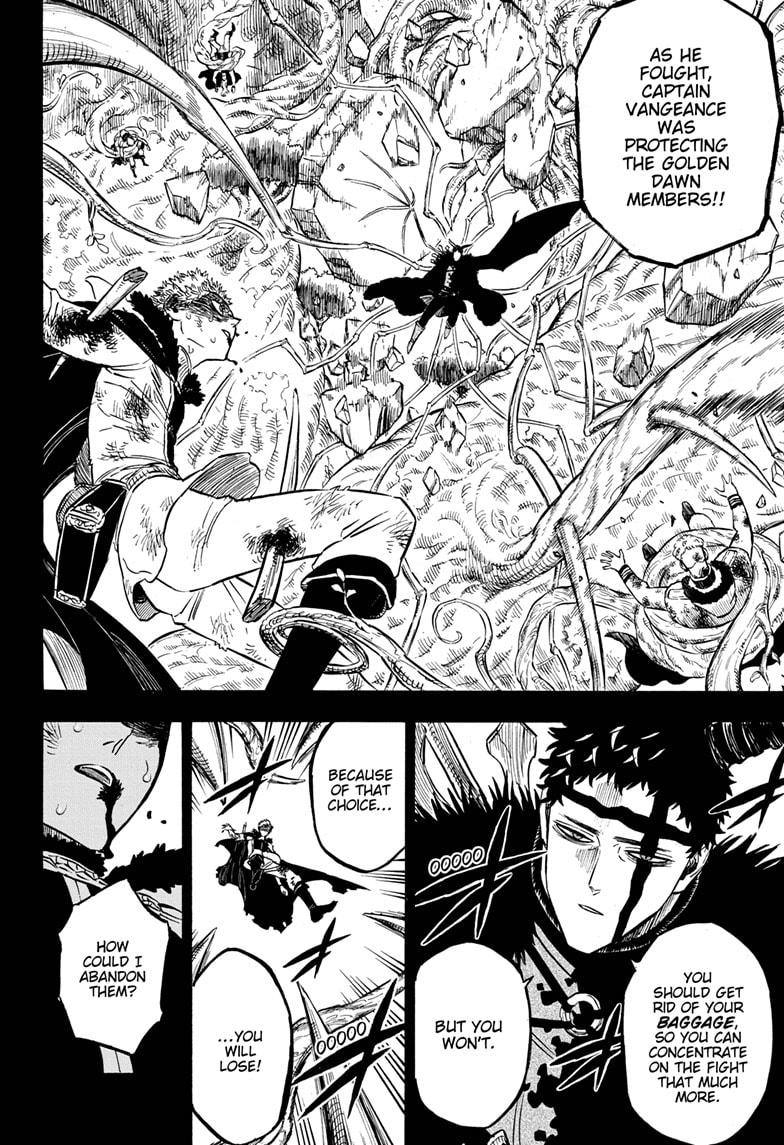 AS HE
FOUGHT,
CAPTAIN
VANGEANCE
WAS
PROTECTING
THE GOLDEN
DAWN
MEMBERS!!
YOU
SHOULD GET
RID OF YOUR
BAGGAGE,
SO YOU CAN
CONCENTRATE
ON THE FIGHT
THAT MUCH
MORE.
OOOOO
BUT YOU
WON'T.
BECAUSE
OF THAT
CHOICE...
OOOOO
...YOU
WILL
LOSE!
HOW
COULD I
ABANDON
THEM?